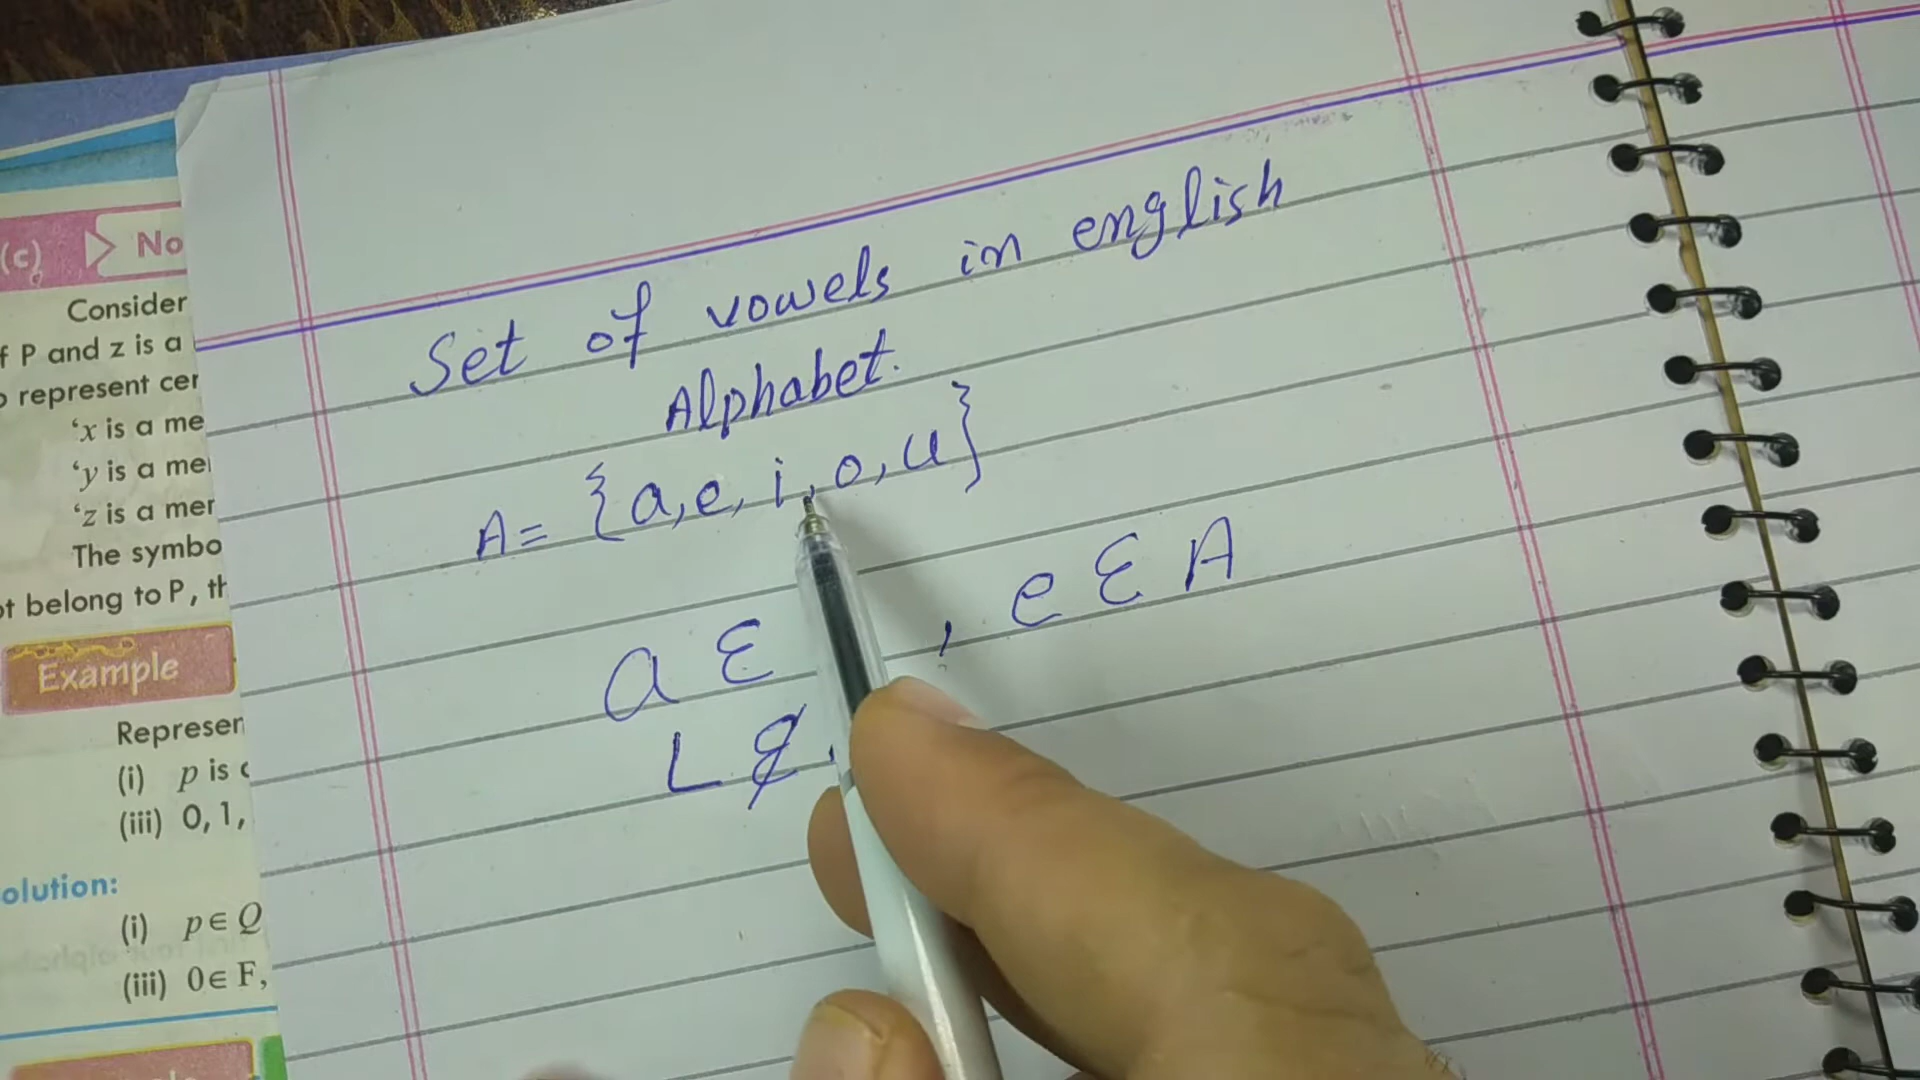 (c) No
Consider
f P and z is a
represent cer
‘x is a me
‘y is a me
‘z is a mer
The symbo
ot belong to P, th
Example
Represen
(i) p is
(iii) 0, 1,
olution:
(i) p ∈ Q
(iii) 0 ∈ F,
Set of vowels in english
Alphabet.
A = {a, e, i, o, u}
a ε , e ε A
L ∉